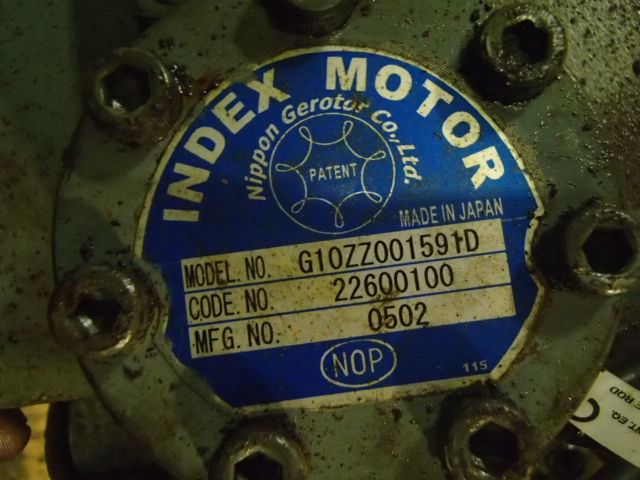 INDEX MOTOR
Nippon Gerotor Co.,Ltd.
PATENT
MADE IN JAPAN
MODEL. NO. G10ZZ001591D
CODE. NO. 22600100
MFG. NO. 0502
NOP
115